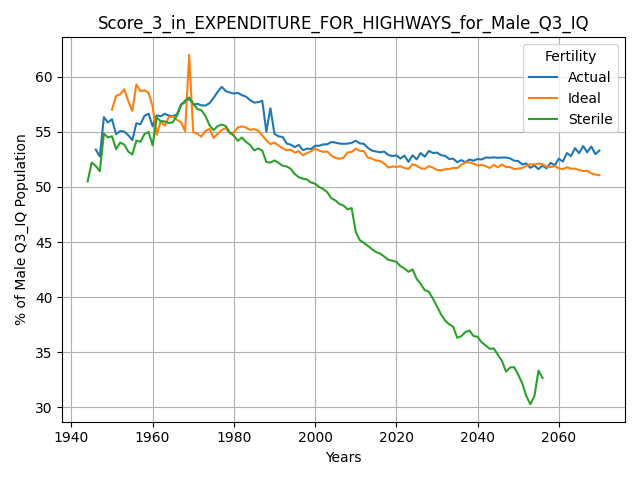 Score_3_in_EXPENDITURE_FOR_HIGHWAYS_for_Male_Q3_IQ
Fertility
Actual
Ideal
Sterile
% of Male Q3_IQ Population
60
55
50
45
40
35
30
1940 1960 1980 2000 2020 2040 2060
Years